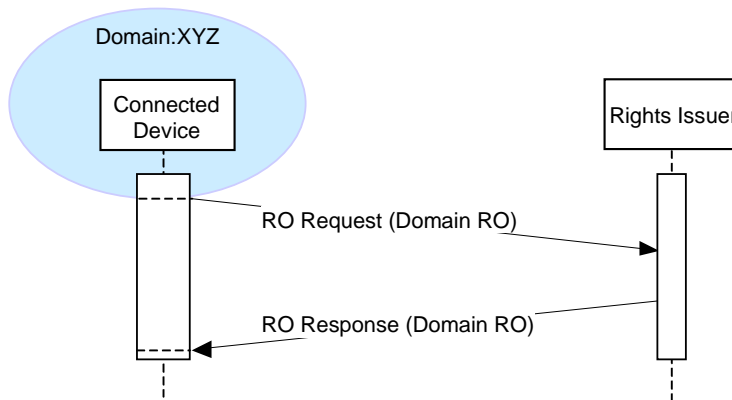 Domain:XYZ
Connected
Device
Rights Issuer
RO Request (Domain RO)
RO Response (Domain RO)